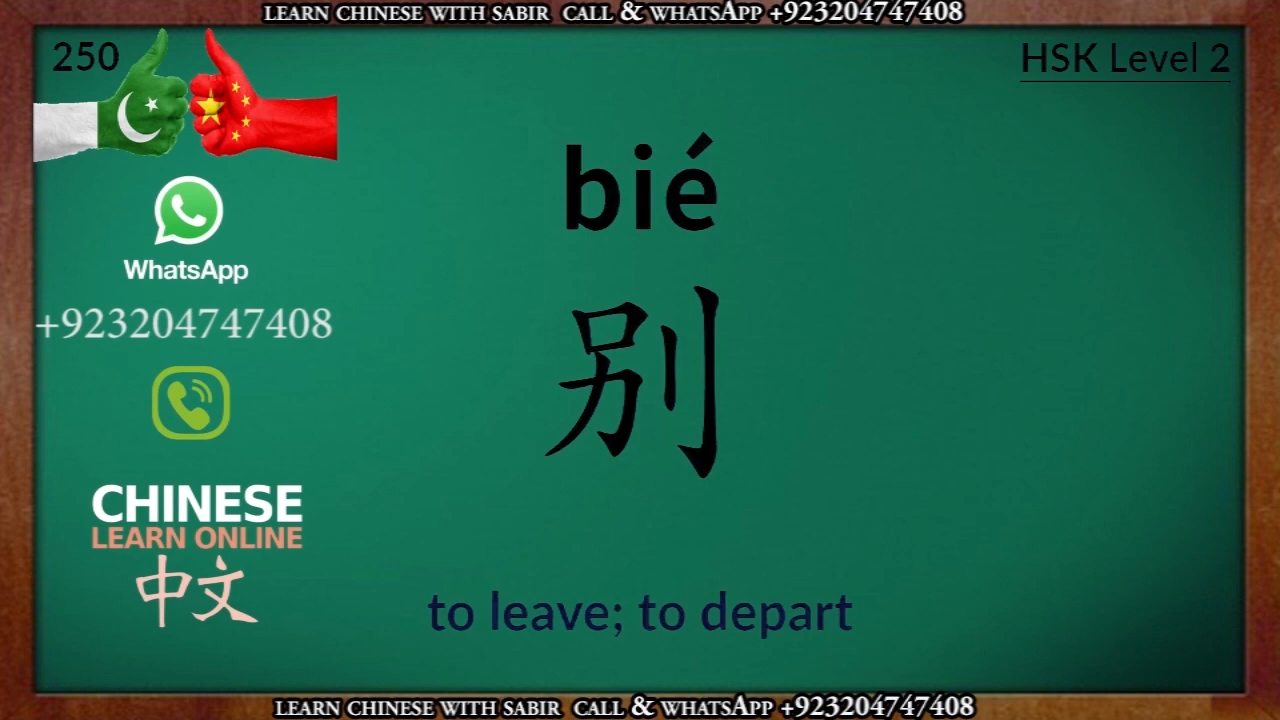 LEARN CHINESE WITH SABIR CALL & WHATSAPP +923204747408
250
HSK Level 2
bié
别
WhatsApp
+923204747408
CHINESE
LEARN ONLINE
中文
to leave; to depart
LEARN CHINESE WITH SABIR CALL & WHATSAPP +923204747408